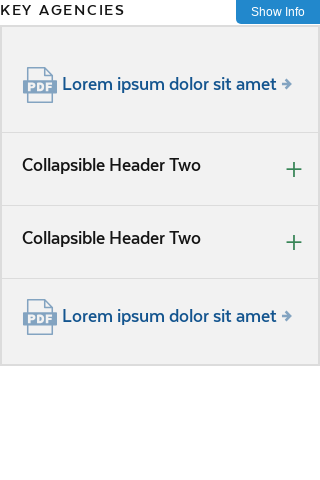 KEY AGENCIES
Show Info
PDF Lorem ipsum dolor sit amet
Collapsible Header Two
Collapsible Header Two
PDF Lorem ipsum dolor sit amet